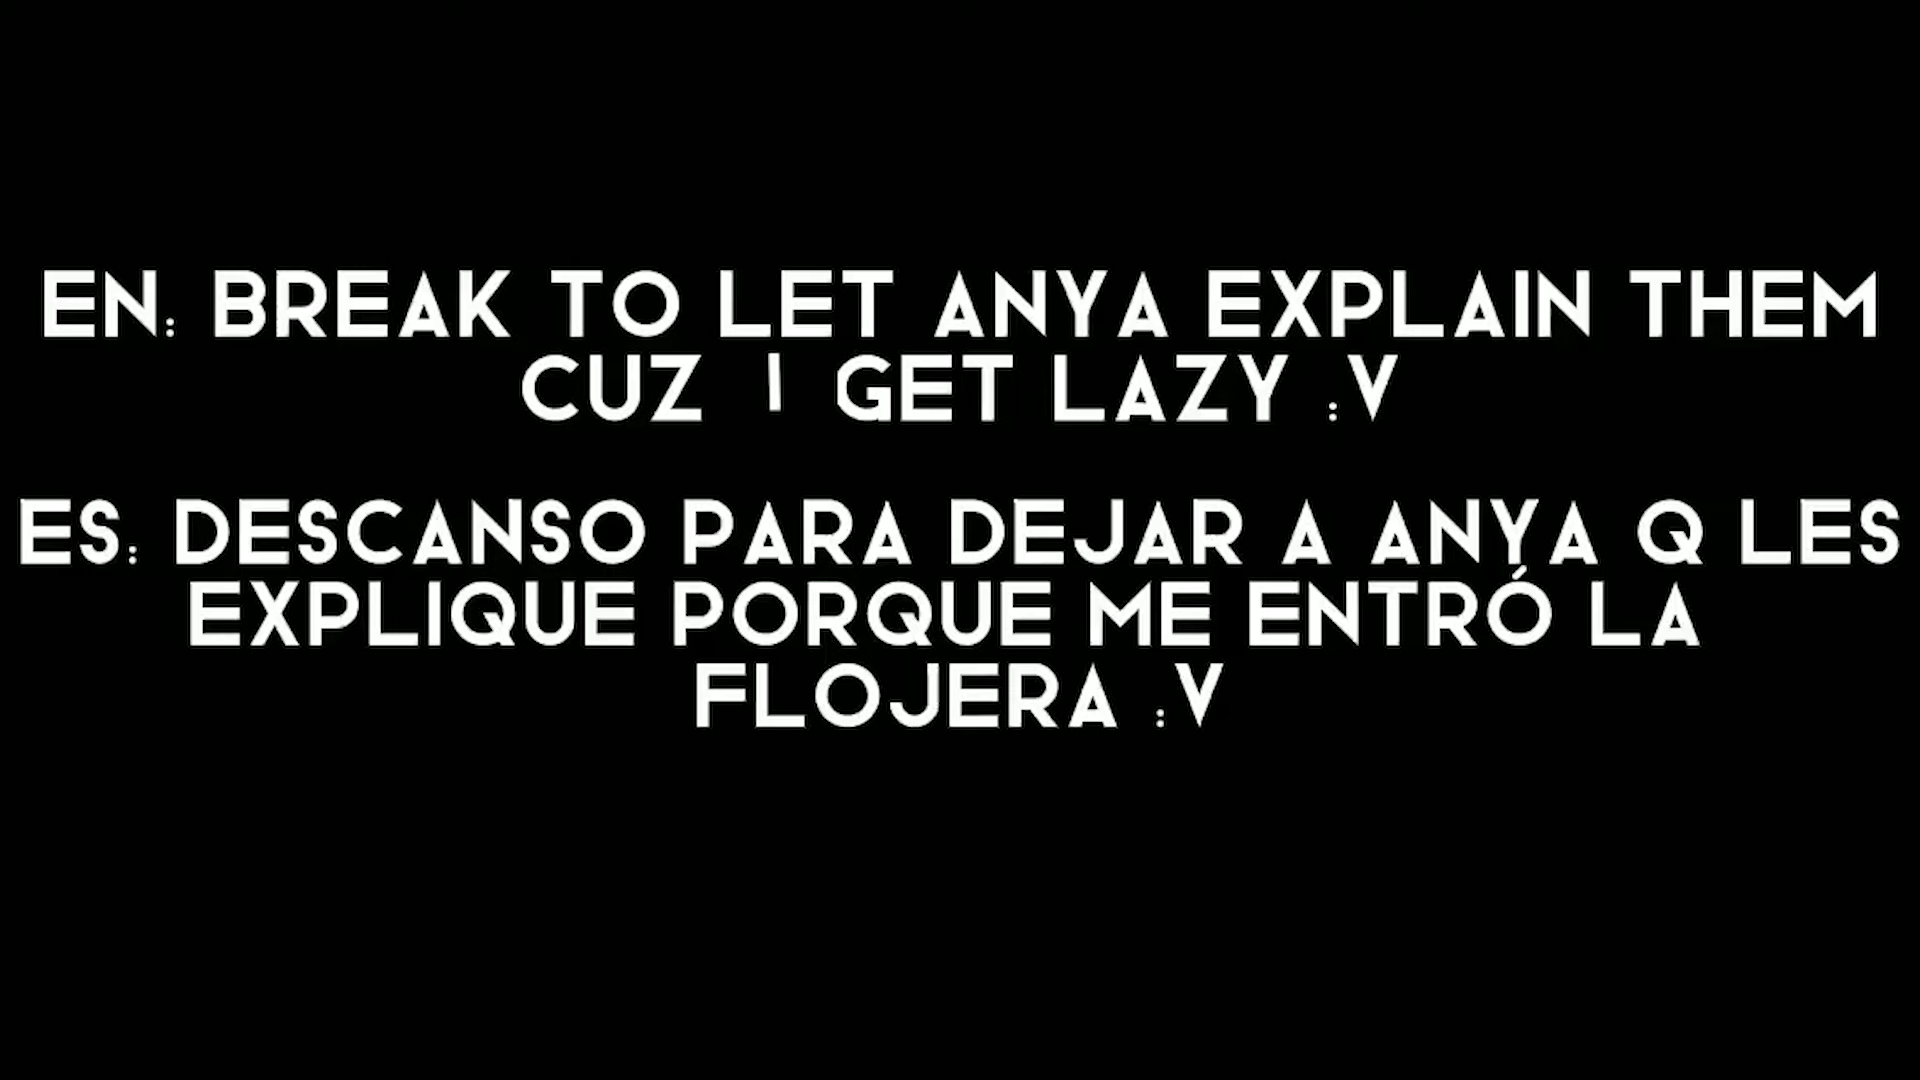 EN: BREAK TO LET ANYA EXPLAIN THEM
CUZ I GET LAZY :V
ES: DESCANSO PARA DEJAR A ANYA Q LES
EXPLIQUE PORQUE ME ENTRÓ LA
FLOJERA :V